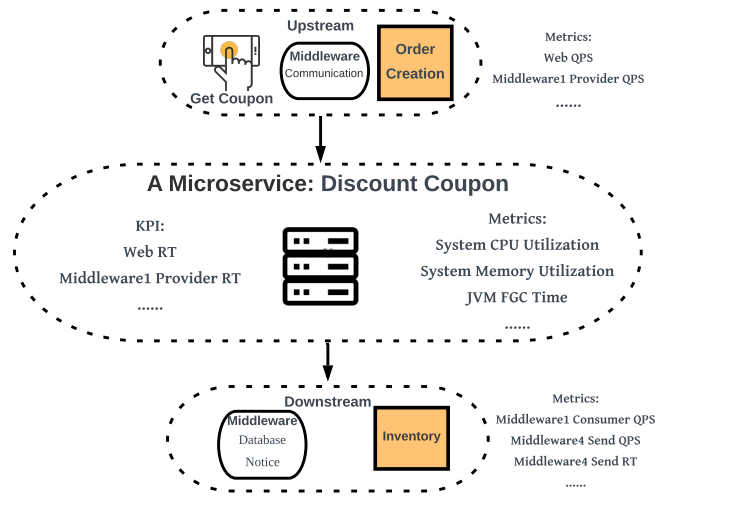 Upstream
Get Coupon
Middleware
Communication
Order
Creation
Metrics:
Web QPS
Middleware1 Provider QPS
......
A Microservice: Discount Coupon
KPI:
Web RT
Middleware1 Provider RT
......
Metrics:
System CPU Utilization
System Memory Utilization
JVM FGC Time
......
Downstream
Middleware
Database
Notice
Inventory
Metrics:
Middleware1 Consumer QPS
Middleware4 Send QPS
Middleware4 Send RT
......